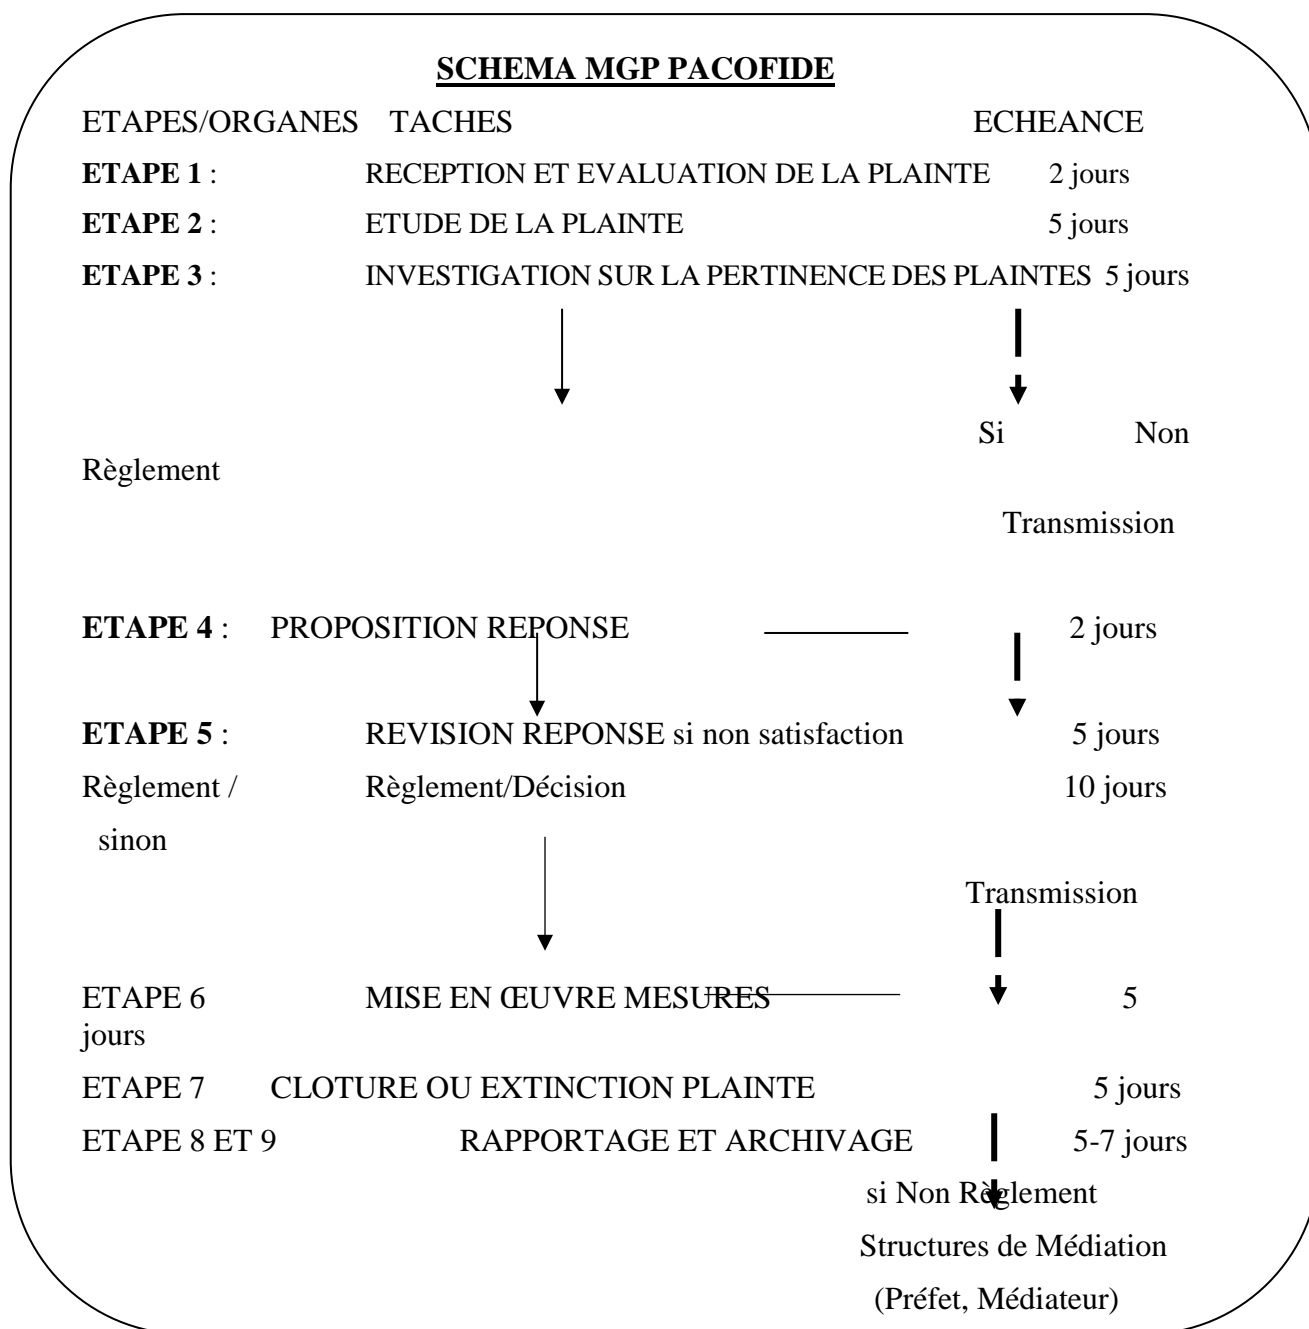 SCHEMA MGP PACOFIDE
ETAPES/ORGANES TACHES ECHEANCE
ETAPE 1 : RECEPTION ET EVALUATION DE LA PLAINTE 2 jours
ETAPE 2 : ETUDE DE LA PLAINTE 5 jours
ETAPE 3 : INVESTIGATION SUR LA PERTINENCE DES PLAINTES 5 jours
Si Non
Règlement
Transmission
ETAPE 4 : PROPOSITION REPONSE 2 jours
ETAPE 5 : REVISION REPONSE si non satisfaction 5 jours
Règlement / Règlement/Décision 10 jours
sinon
Transmission
ETAPE 6 MISE EN ŒUVRE MESURES 5
jours
ETAPE 7 CLOTURE OU EXTINCTION PLAINTE 5 jours
ETAPE 8 ET 9 RAPPORTAGE ET ARCHIVAGE 5-7 jours
si Non Règlement
Structures de Médiation
(Préfet, Médiateur)